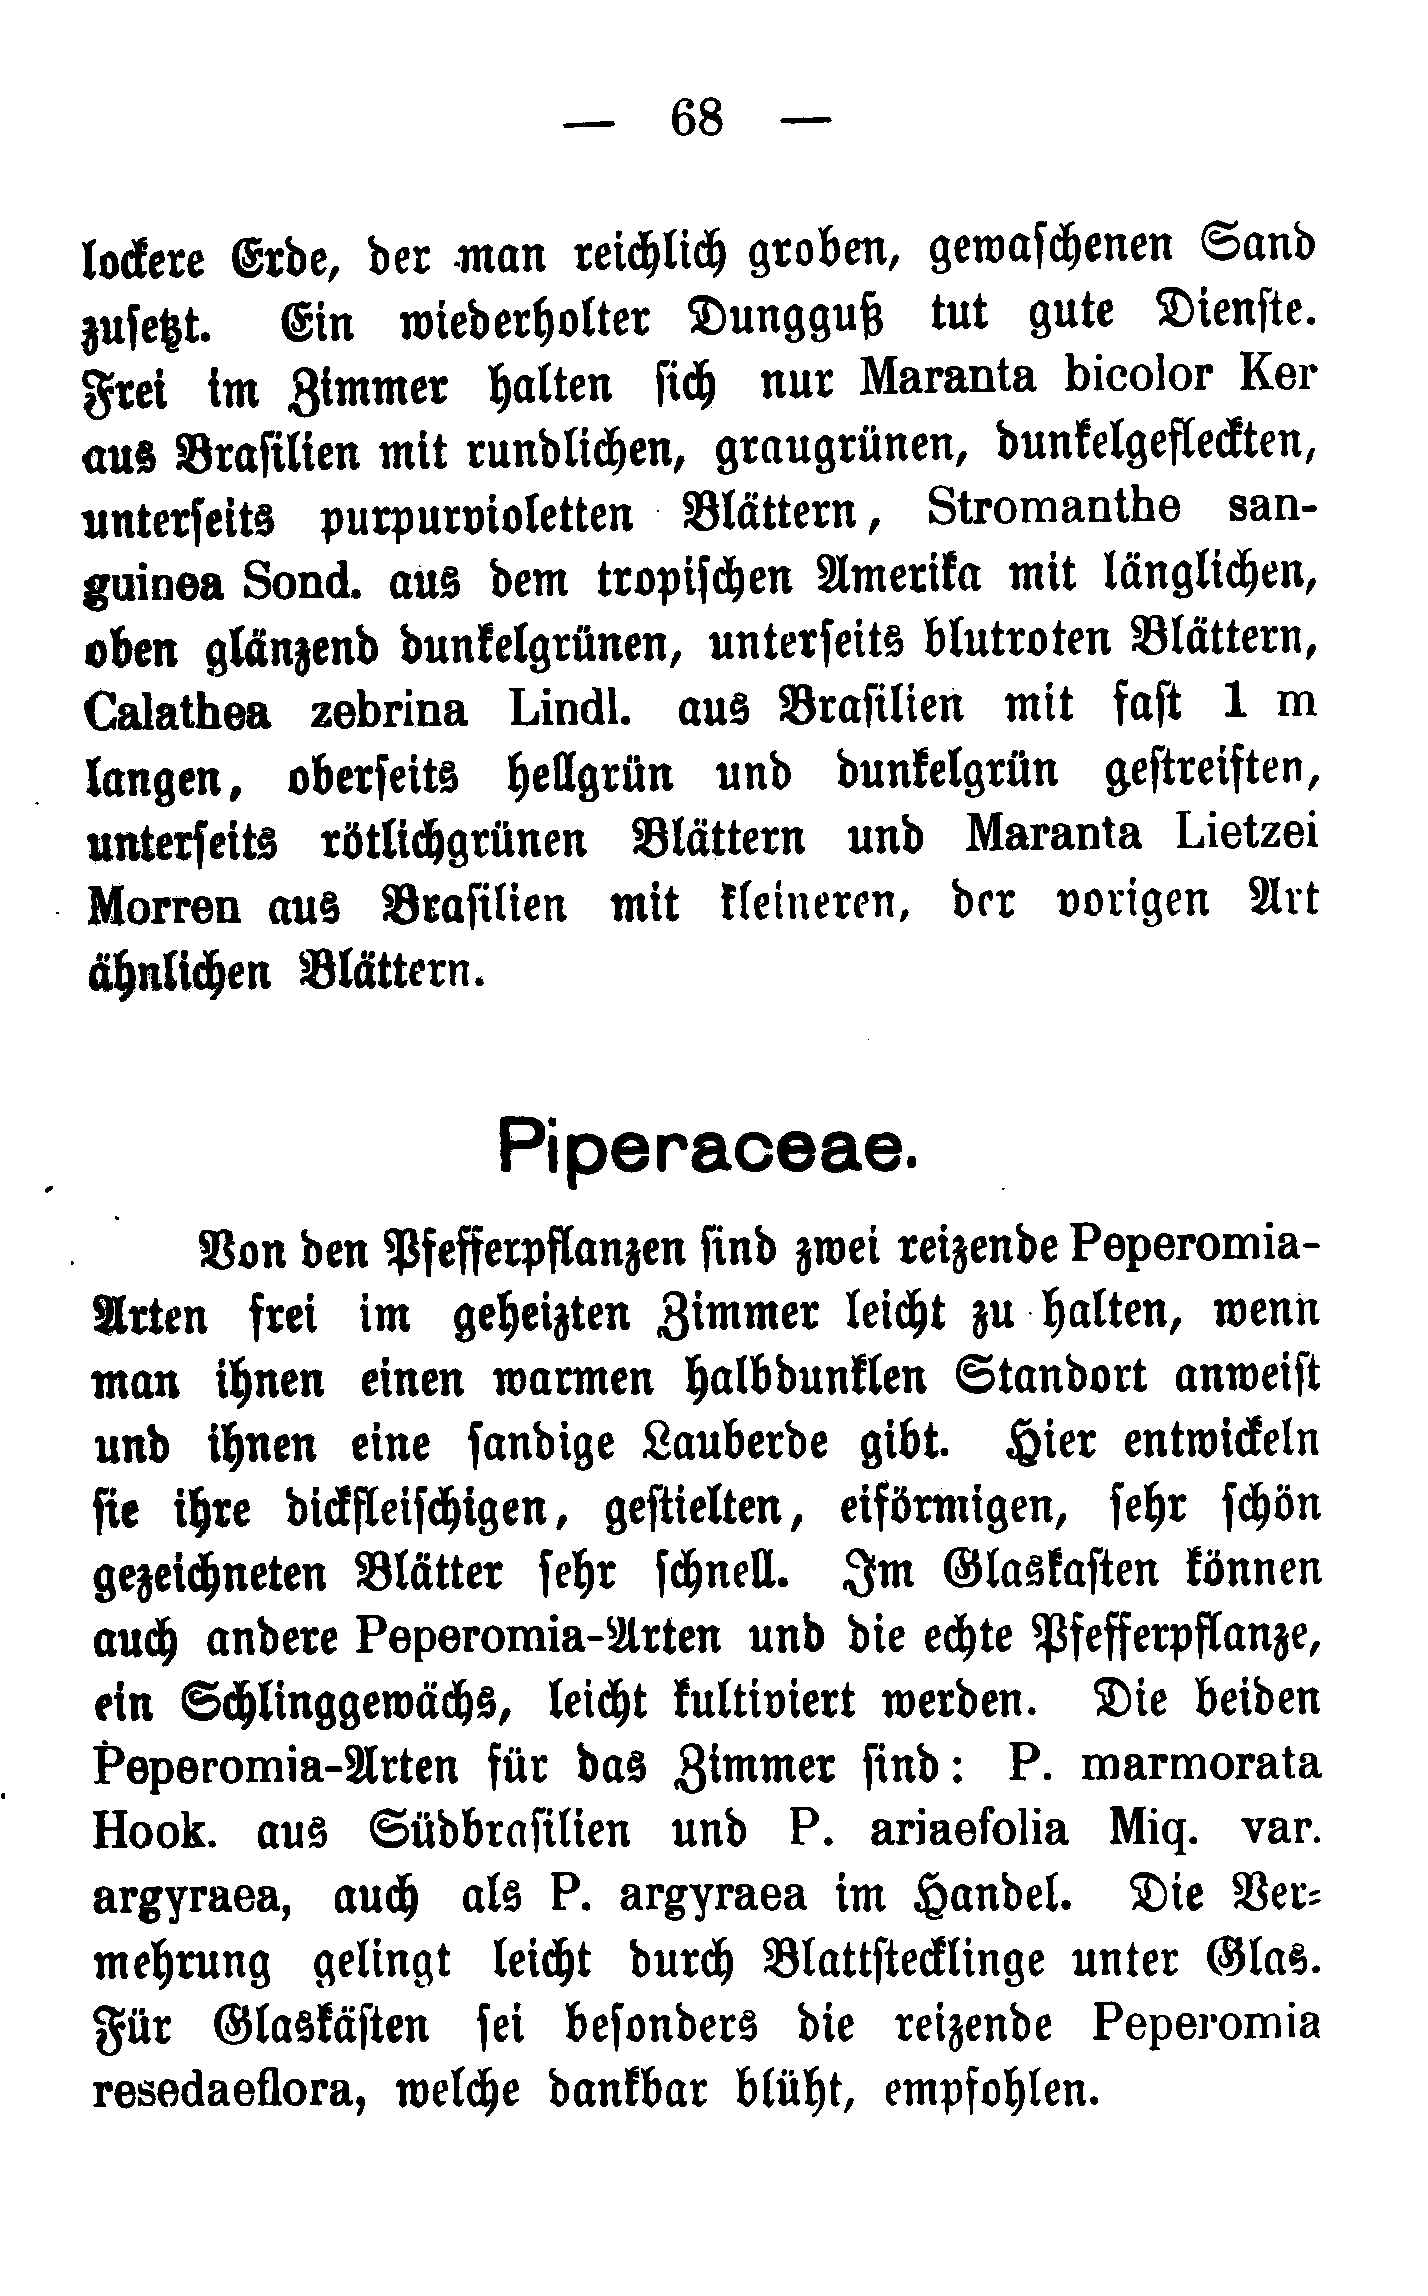 — 68 —
lockere Erde, der man reichlich groben, gewaschenen Sand
zusetzt. Ein wiederholter Dungguß tut gute Dienste.
Frei im Zimmer halten sich nur Maranta bicolor Ker
aus Brasilien mit rundlichen, graugrünen, dunkelgefleckten,
unterseits purpurvioletten Blättern, Stromanthe san-
guinea Sond. aus dem tropischen Amerika mit länglichen,
oben glänzend dunkelgrünen, unterseits blutroten Blättern,
Calathea zebrina Lindl. aus Brasilien mit fast 1 m
langen, oberseits hellgrün und dunkelgrün gestreiften,
unterseits rötlichgrünen Blättern und Maranta Lietzei
Morren aus Brasilien mit kleineren, der vorigen Art
ähnlichen Blättern.
Piperaceae.
Von den Pfefferpflanzen sind zwei reizende Peperomia-
Arten frei im geheizten Zimmer leicht zu halten, wenn
man ihnen einen warmen halbdunklen Standort anweist
und ihnen eine sandige Lauberde gibt. Hier entwickeln
sie ihre dickfleischigen, gestielten, eiförmigen, sehr schön
gezeichneten Blätter sehr schnell. Im Glaskasten können
auch andere Peperomia-Arten und die echte Pfefferpflanze,
ein Schlinggewächs, leicht kultiviert werden. Die beiden
Peperomia-Arten für das Zimmer sind: P. marmorata
Hook. aus Südbrasilien und P. ariaefolia Miq. var.
argyraea, auch als P. argyraea im Handel. Die Ver-
mehrung gelingt leicht durch Blattstecklinge unter Glas.
Für Glaskästen sei besonders die reizende Peperomia
resedaeflora, welche dankbar blüht, empfohlen.